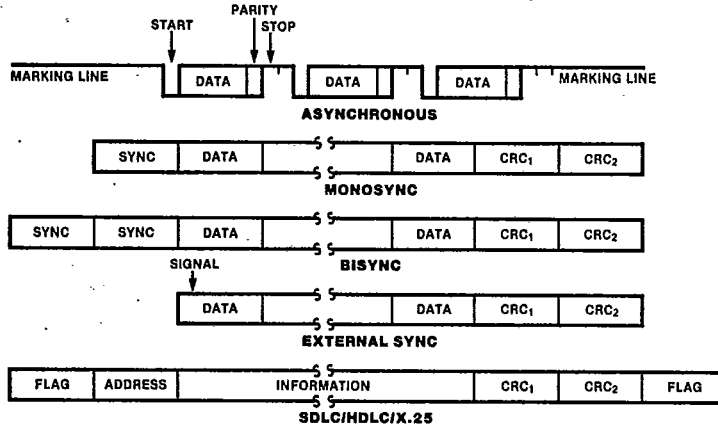 PARITY
START STOP
MARKING LINE DATA DATA DATA MARKING LINE
ASYNCHRONOUS
SYNC DATA DATA CRC₁ CRC₂
MONOSYNC
SYNC SYNC DATA DATA CRC₁ CRC₂
BISYNC
SIGNAL
DATA DATA CRC₁ CRC₂
EXTERNAL SYNC
FLAG ADDRESS INFORMATION CRC₁ CRC₂ FLAG
SDLC/HDLC/X.25